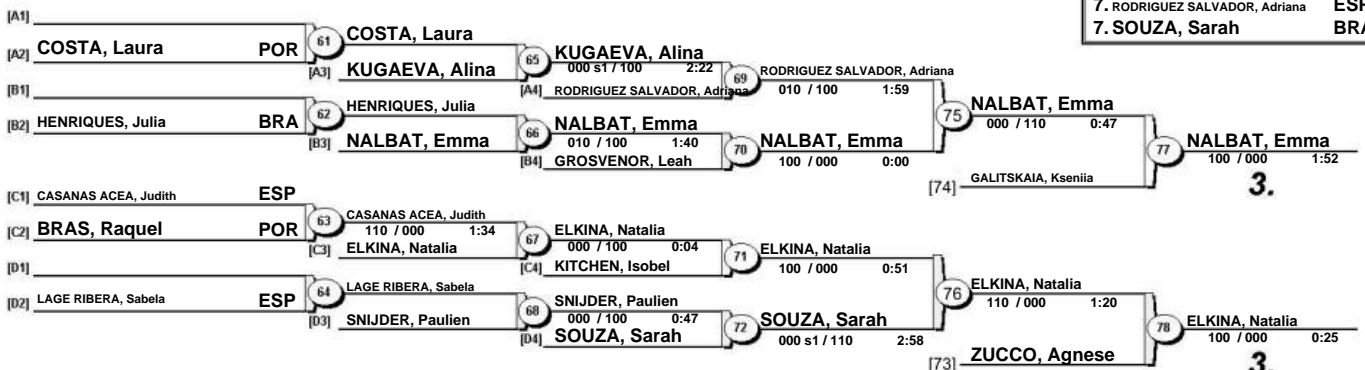 7. RODRIGUEZ SALVADOR, Adriana ESP
7. SOUZA, Sarah BRA
[A1]
[A2] COSTA, Laura POR
61
COSTA, Laura
[A3] KUGAEVA, Alina
65
KUGAEVA, Alina
000 s1 / 100 2:22
[A4] RODRIGUEZ SALVADOR, Adriana
69
RODRIGUEZ SALVADOR, Adriana
010 / 100 1:59
[B1]
[B2] HENRIQUES, Julia BRA
62
HENRIQUES, Julia
[B3] NALBAT, Emma
66
NALBAT, Emma
010 / 100 1:40
[B4] GROSVENOR, Leah
70
NALBAT, Emma
100 / 000 0:00
75
NALBAT, Emma
000 / 110 0:47
[74] GALITSKAIA, Kseniia
77
NALBAT, Emma
100 / 000 1:52
3.
[C1] CASANAS ACEA, Judith ESP
[C2] BRAS, Raquel POR
63
CASANAS ACEA, Judith
110 / 000 1:34
[C3] ELKINA, Natalia
67
ELKINA, Natalia
000 / 100 0:04
[C4] KITCHEN, Isobel
71
ELKINA, Natalia
100 / 000 0:51
[D1]
[D2] LAGE RIBERA, Sabela ESP
64
LAGE RIBERA, Sabela
[D3] SNIJDER, Paulien
68
SNIJDER, Paulien
000 / 100 0:47
[D4] SOUZA, Sarah
72
SOUZA, Sarah
000 s1 / 110 2:58
76
ELKINA, Natalia
110 / 000 1:20
[73] ZUCCO, Agnese
78
ELKINA, Natalia
100 / 000 0:25
3.